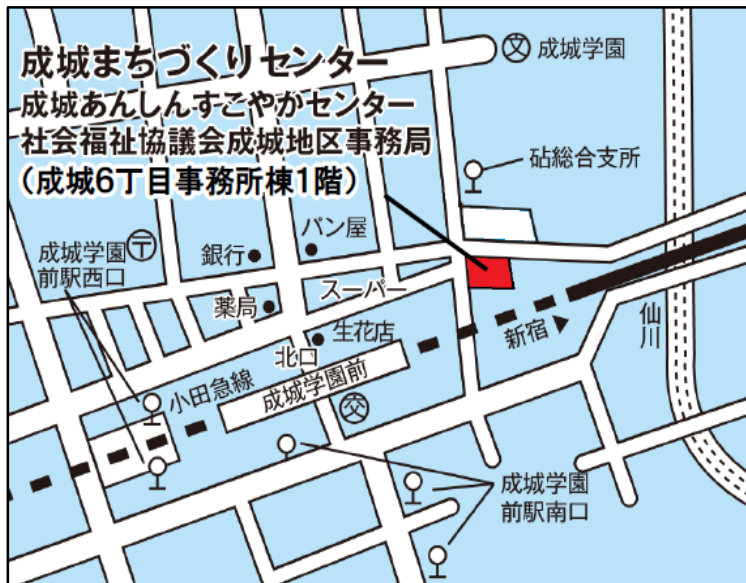 成城まちづくりセンター
成城あんしんすこやかセンター
社会福祉協議会成城地区事務局
（成城6丁目事務所棟1階）
文
成城学園
砧総合支所
成城学園
前駅西口
〒
銀行
パン屋
スーパー
薬局
生花店
北口
新宿
仙川
小田急線
成城学園前
交
成城学園
前駅南口